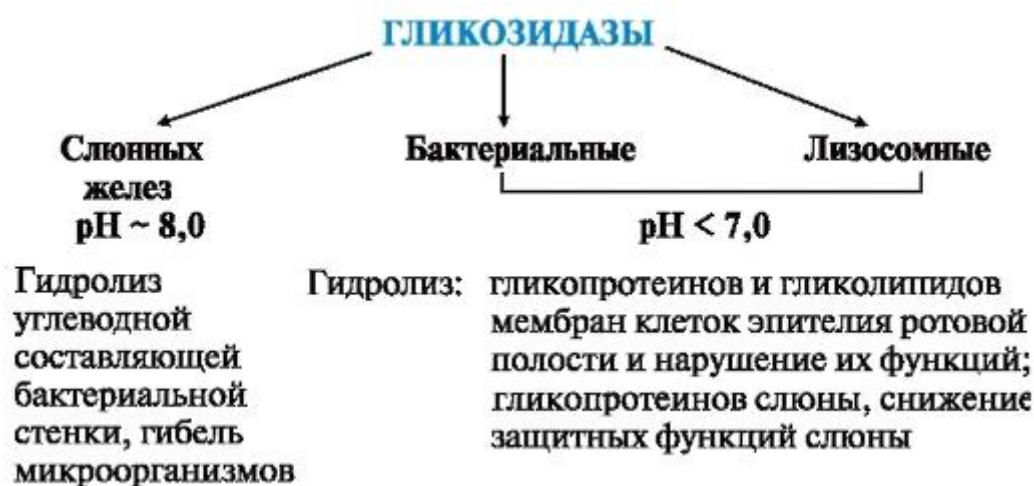 ГЛИКОЗИДАЗЫ
Слюнных
желез
pH ~ 8,0
Бактериальные
Лизосомные
pH < 7,0
Гидролиз
углеводной
составляющей
бактериальной
стенки, гибель
микроорганизмов
Гидролиз: гликопротеинов и гликолипидов
мембран клеток эпителия ротовой
полости и нарушение их функций;
гликопротеинов слюны, снижение
защитных функций слюны